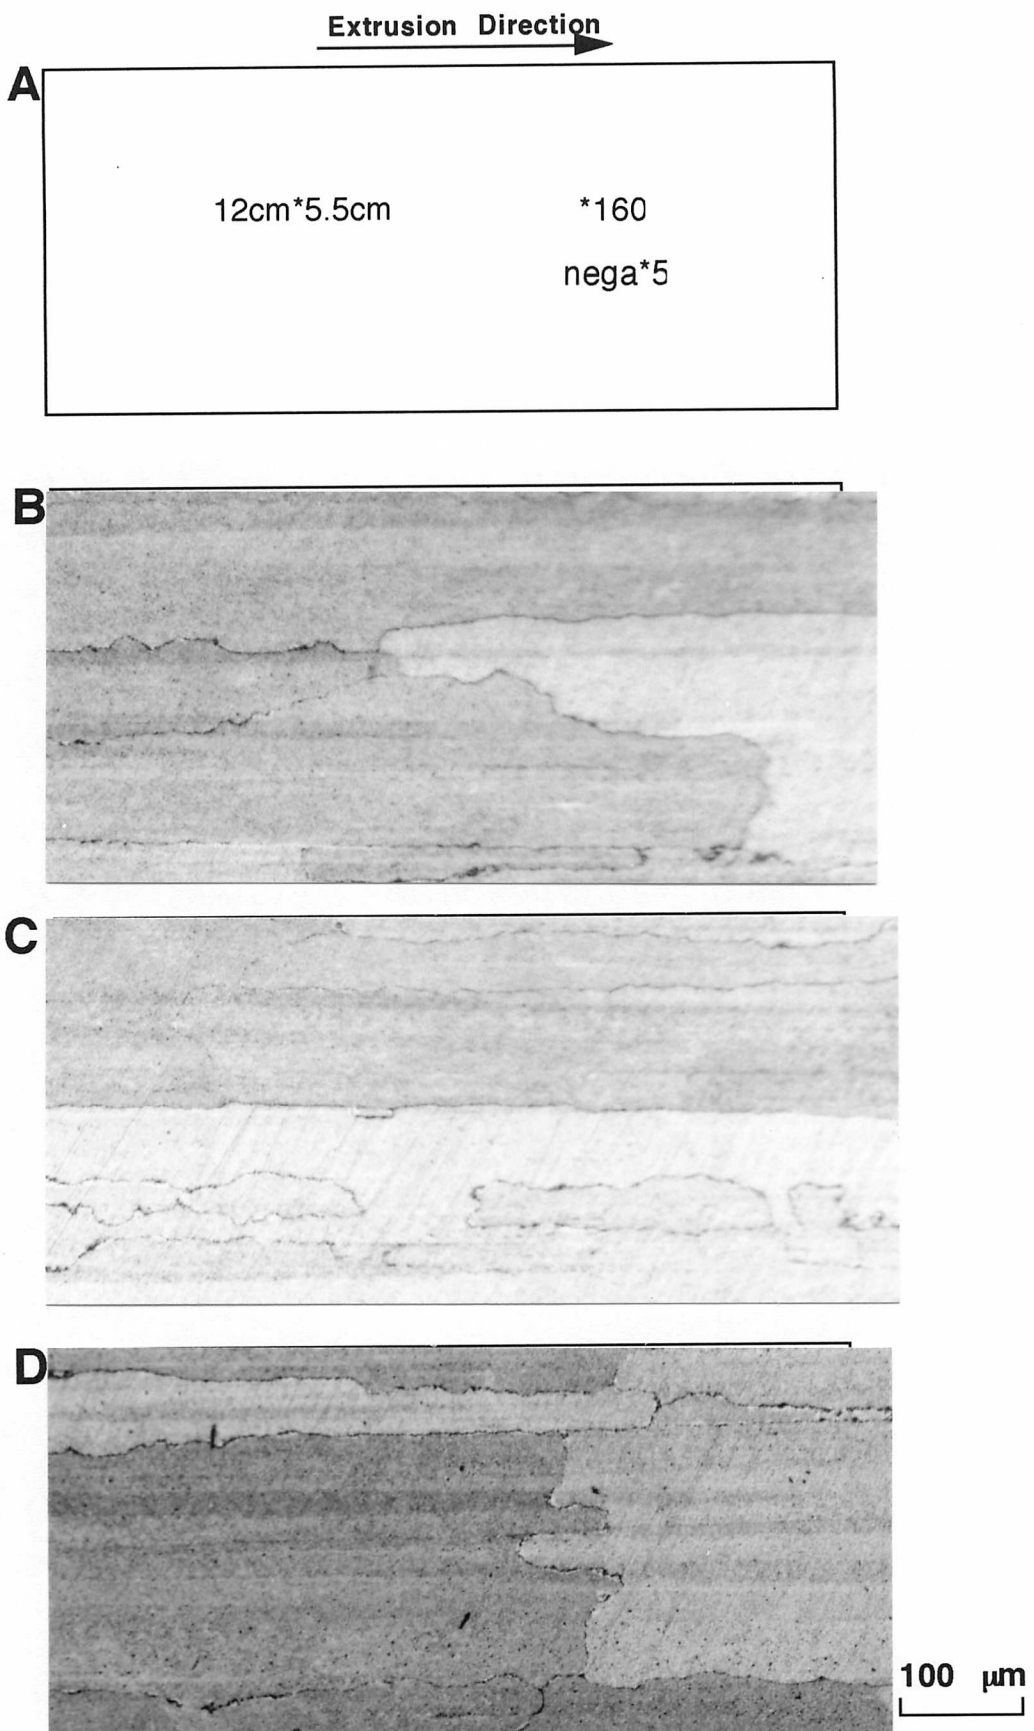 Extrusion Direction
A
12cm*5.5cm *160
nega*5
B
C
D
100 μm